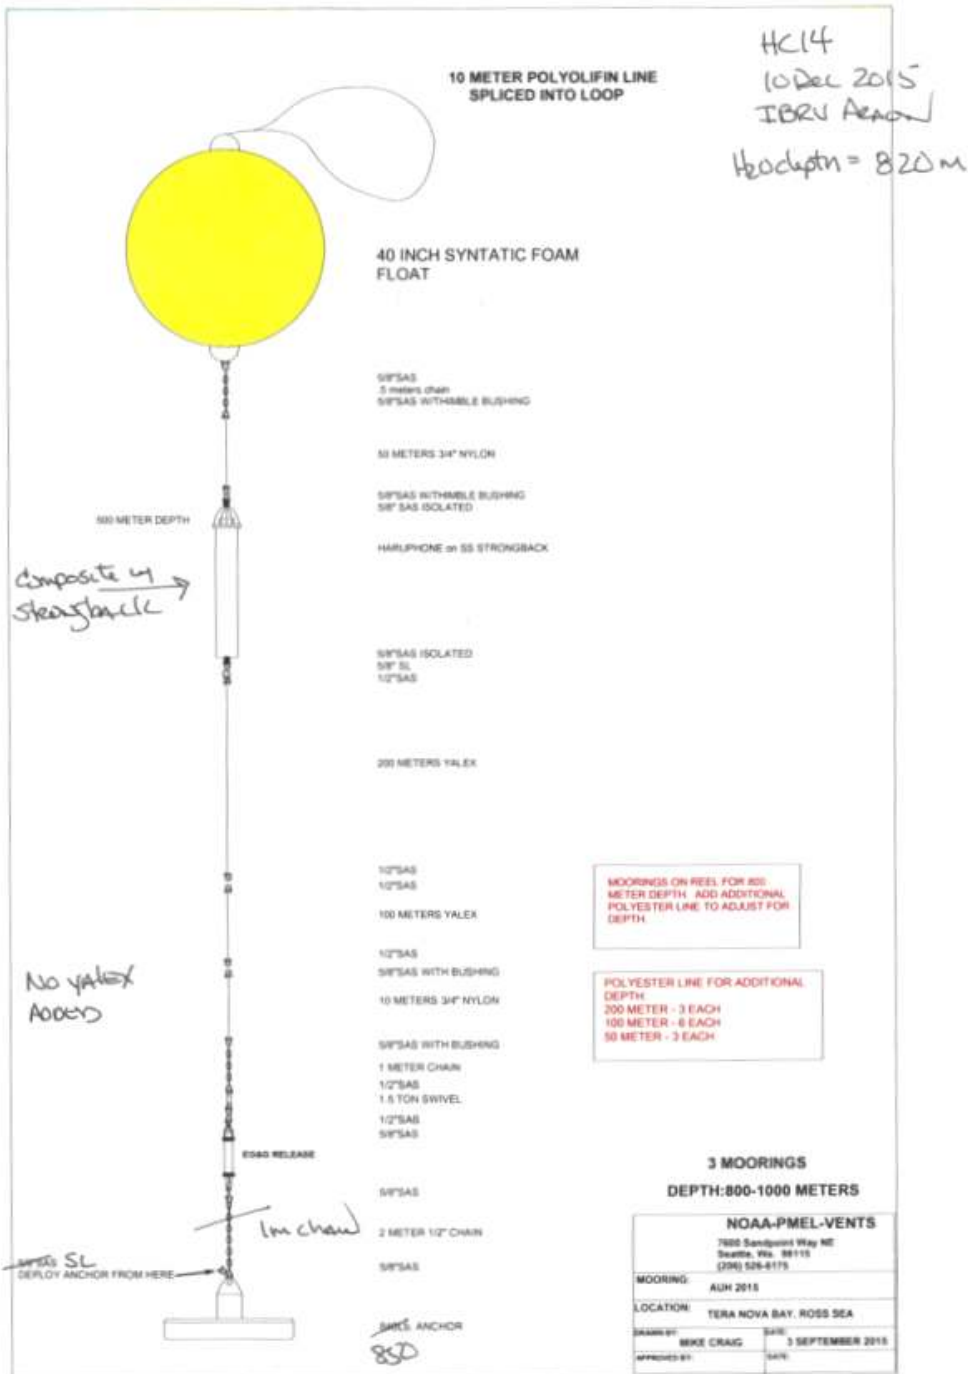 HC14
10 Dec 2015
IBRV Araon
H2O depth = 820 m
10 METER POLYOLIFIN LINE
SPLICED INTO LOOP
40 INCH SYNTATIC FOAM
FLOAT
5/8"SAS
.5 meters chain
5/8"SAS WITHIMBLE BUSHING
50 METERS 3/4" NYLON
5/8"SAS WITHIMBLE BUSHING
5/8" SAS ISOLATED
500 METER DEPTH
HARUPHONE on SS STRONGBACK
Composite
Strongback
5/8"SAS ISOLATED
5/8" SL
1/2"SAS
200 METERS YALEX
1/2"SAS
1/2"SAS
100 METERS YALEX
MOORINGS ON REEL FOR 800
METER DEPTH. ADD ADDITIONAL
POLYESTER LINE TO ADJUST FOR
DEPTH.
1/2"SAS
5/8"SAS WITH BUSHING
10 METERS 3/4" NYLON
No YALEX
ADDED
POLYESTER LINE FOR ADDITIONAL
DEPTH
200 METER - 3 EACH
100 METER - 6 EACH
50 METER - 3 EACH
5/8"SAS WITH BUSHING
1 METER CHAIN
1/2"SAS
1.5 TON SWIVEL
1/2"SAS
5/8"SAS
EG&G RELEASE
5/8"SAS
1m chain
2 METER 1/2" CHAIN
5/8"SAS
SL
DEPLOY ANCHOR FROM HERE
ANCHOR
850
3 MOORINGS
DEPTH:800-1000 METERS
NOAA-PMEL-VENTS
7600 Sandpoint Way NE
Seattle, Wa. 98115
(206) 526-6175
MOORING: AUH 2015
LOCATION: TERA NOVA BAY, ROSS SEA
DRAWN BY: MIKE CRAIG DATE: 3 SEPTEMBER 2015
APPROVED BY: DATE: